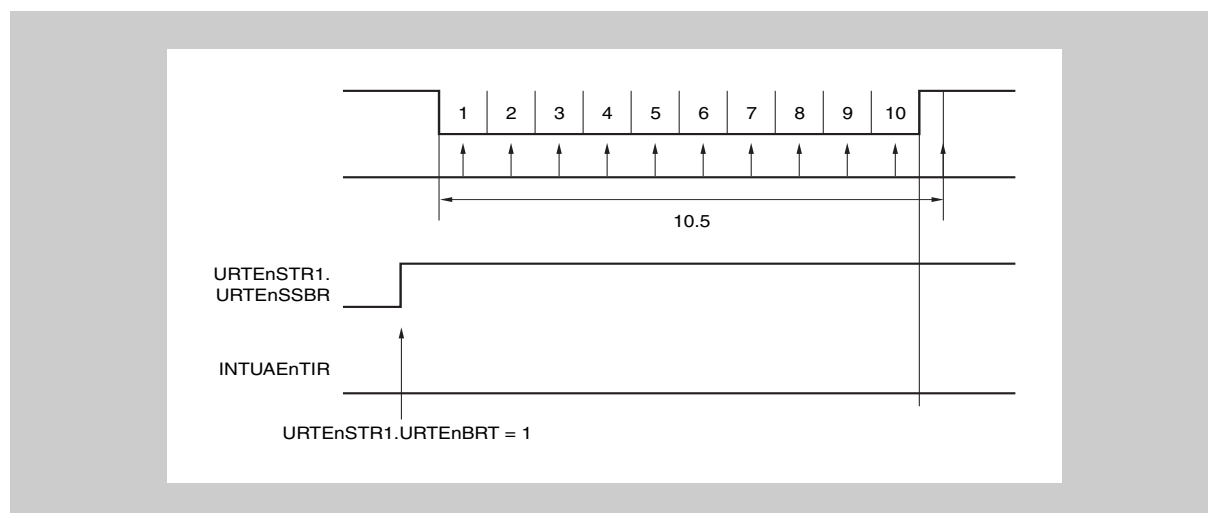 1 2 3 4 5 6 7 8 9 10
10.5
URTEnSTR1.
URTEnSSBR
INTUAEnTIR
URTEnSTR1.URTEnBRT = 1